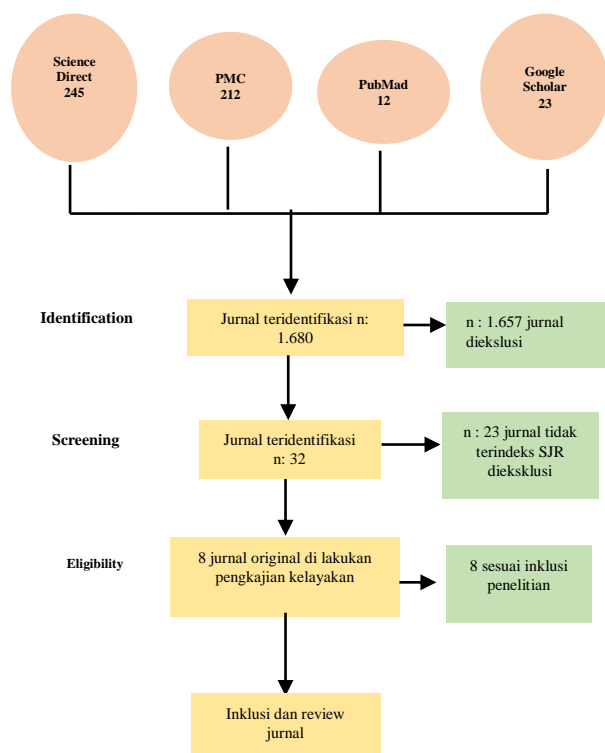 Science
Direct
245
PMC
212
PubMad
12
Google
Scholar
23
Identification
Jurnal teridentifikasi n:
1.680
n : 1.657 jurnal
diekslusi
Screening
Jurnal teridentifikasi
n: 32
n : 23 jurnal tidak
terindeks SJR
dieksklusi
Eligibility
8 jurnal original di lakukan
pengkajian kelayakan
8 sesuai inklusi
penelitian
Inklusi dan review
jurnal